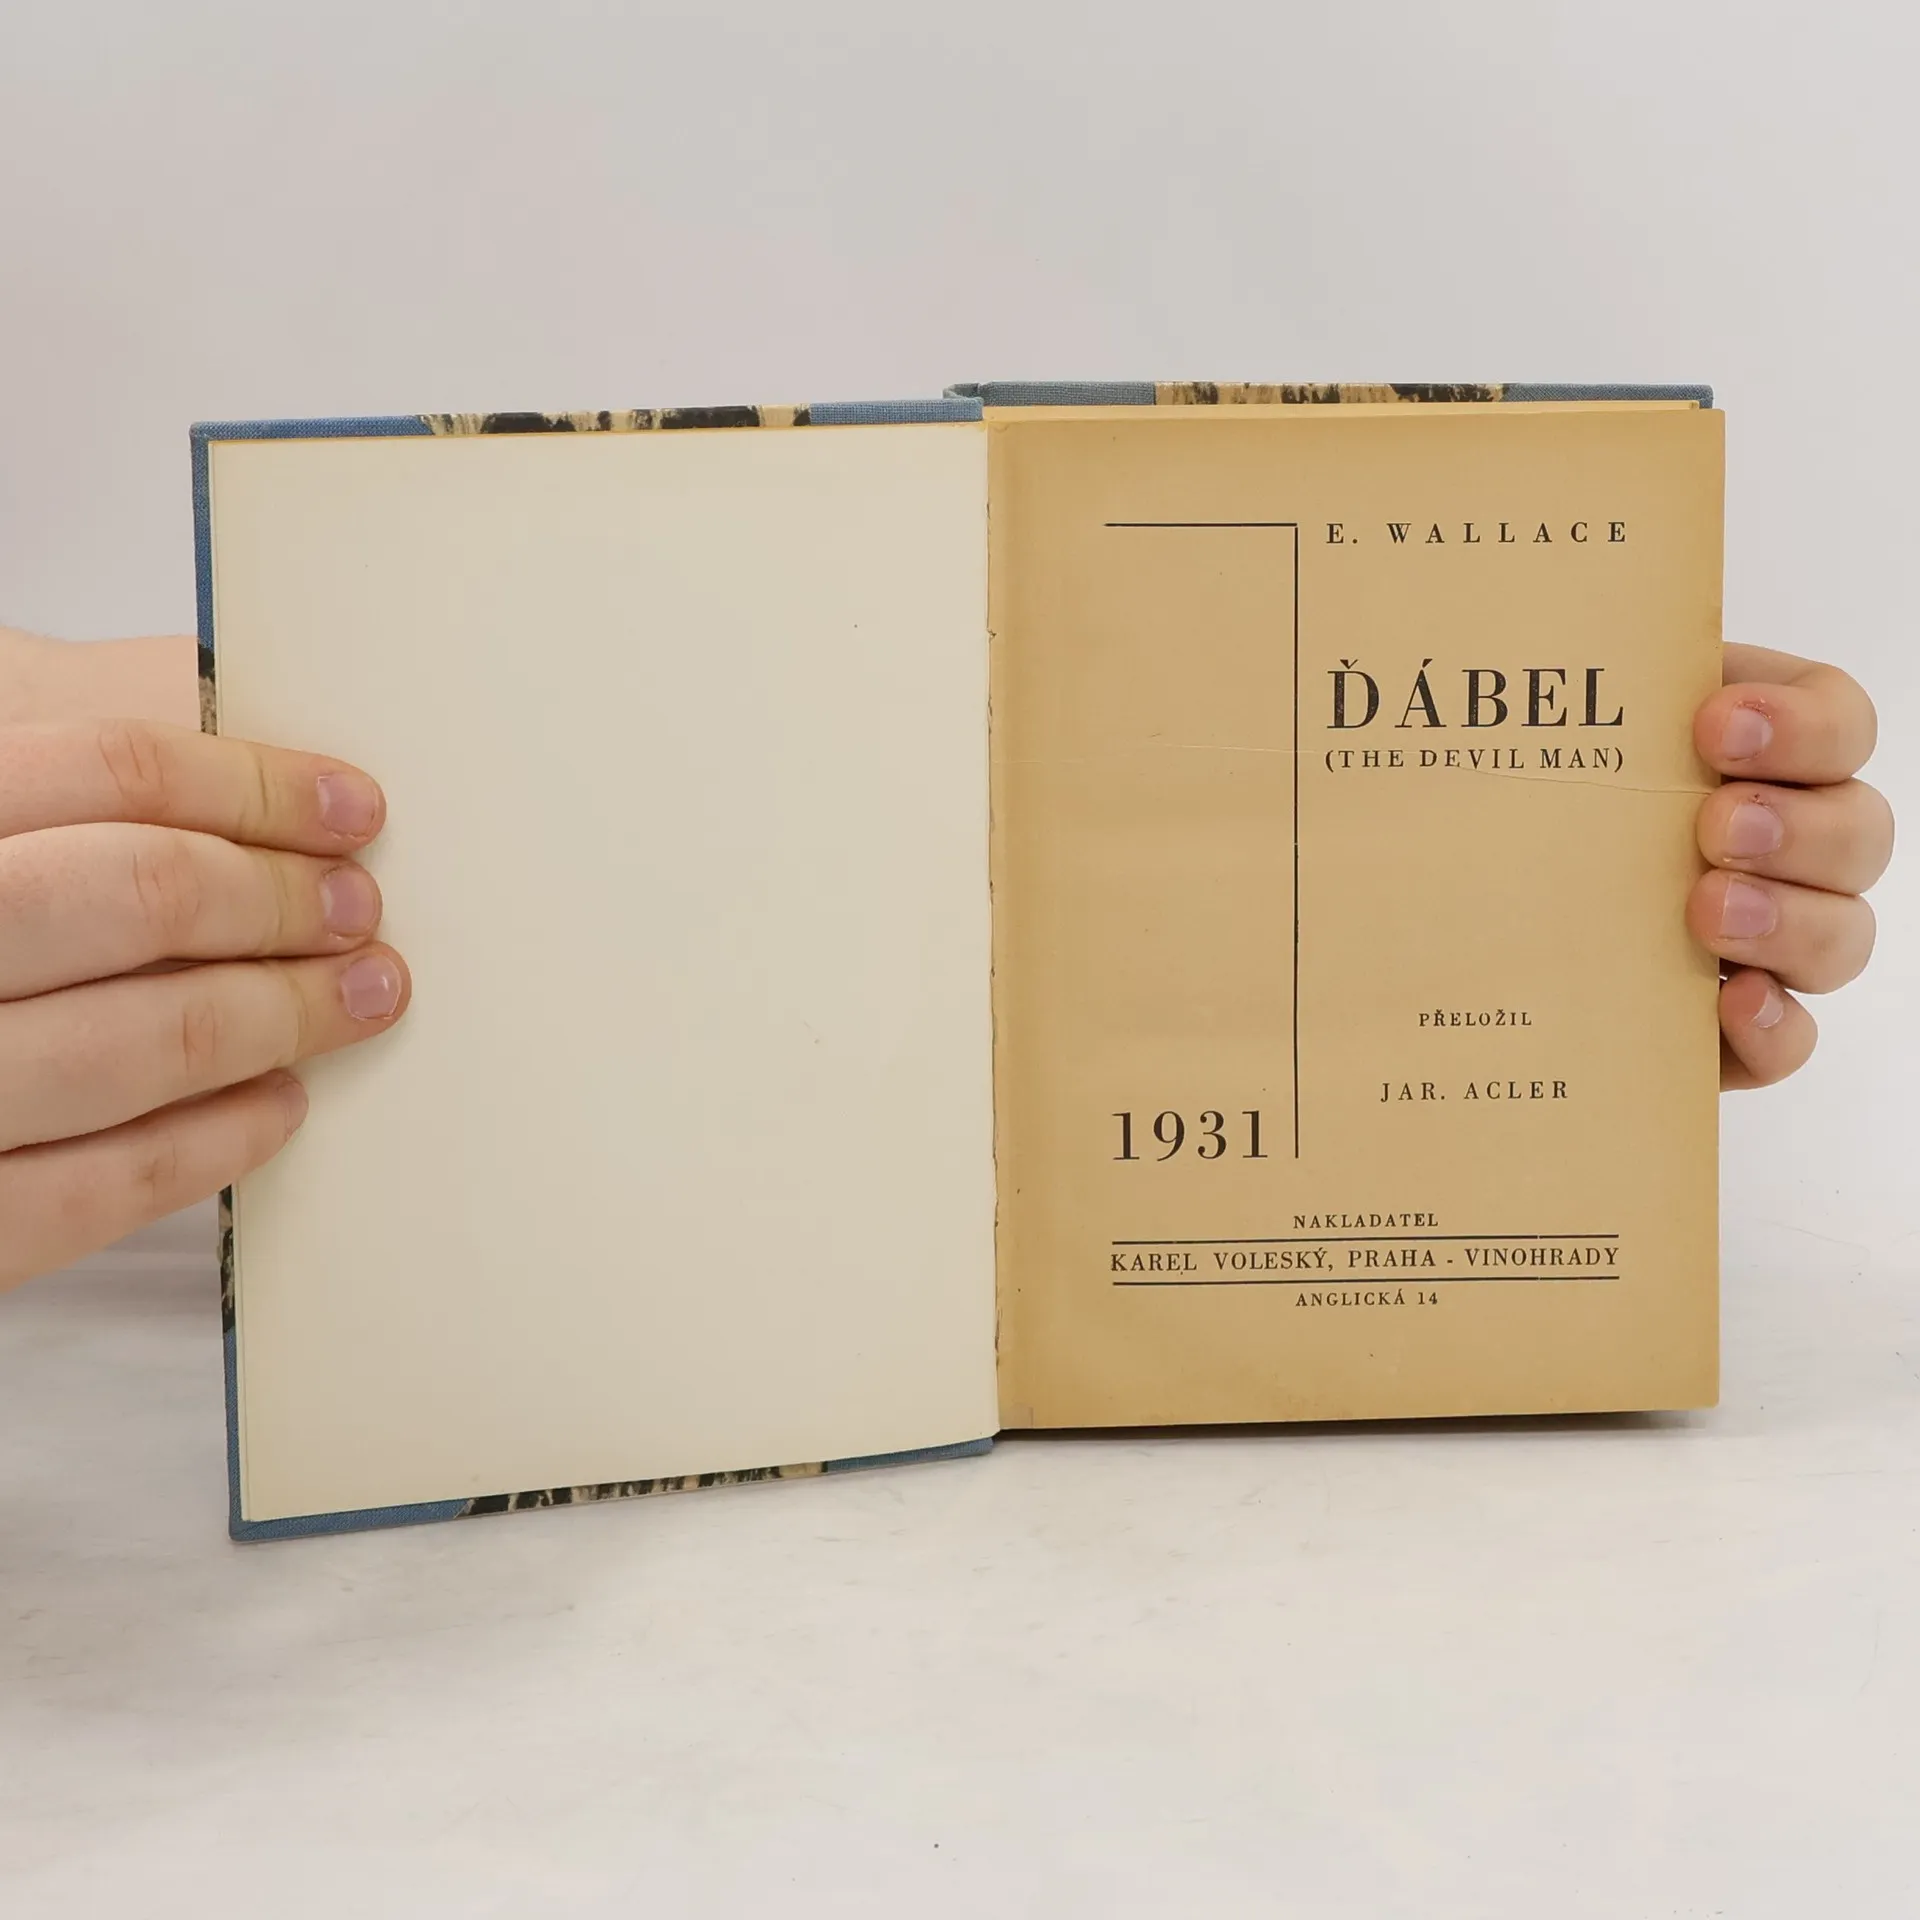 E. WALLACE
ĎÁBEL
(THE DEVIL MAN)
PŘELOŽIL
JAR. ACLER
1931
NAKLADATEL
KAREL VOLESKÝ, PRAHA - VINOHRADY
ANGLICKÁ 14